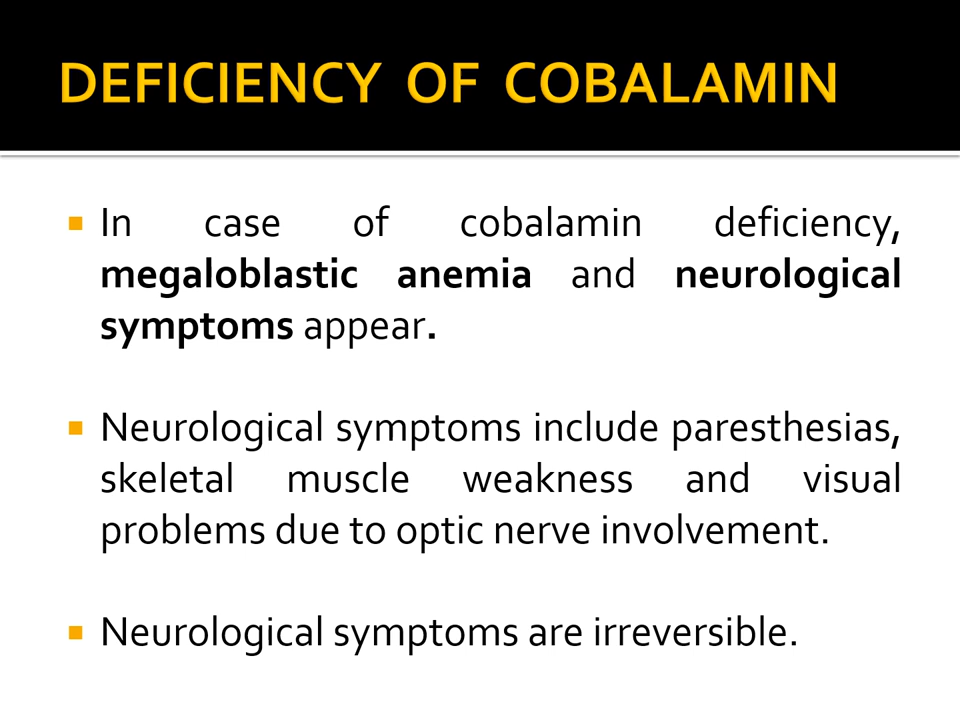 DEFICIENCY OF COBALAMIN
In case of cobalamin deficiency,
megaloblastic anemia and neurological
symptoms appear.
Neurological symptoms include paresthesias,
skeletal muscle weakness and visual
problems due to optic nerve involvement.
Neurological symptoms are irreversible.